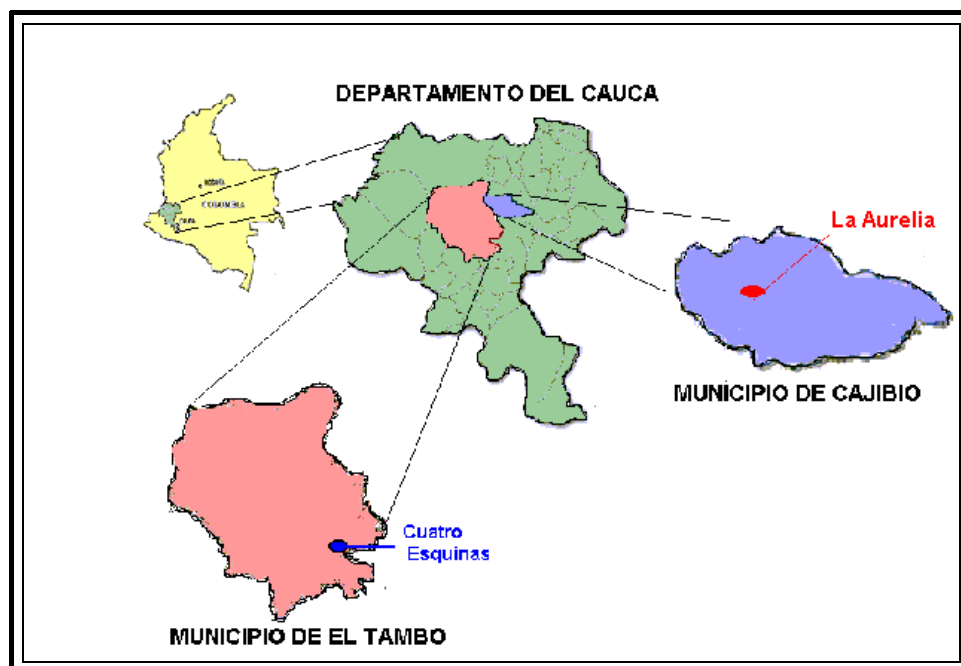 DEPARTAMENTO DEL CAUCA
COLOMBIA
La Aurelia
MUNICIPIO DE CAJIBIO
Cuatro
Esquinas
MUNICIPIO DE EL TAMBO